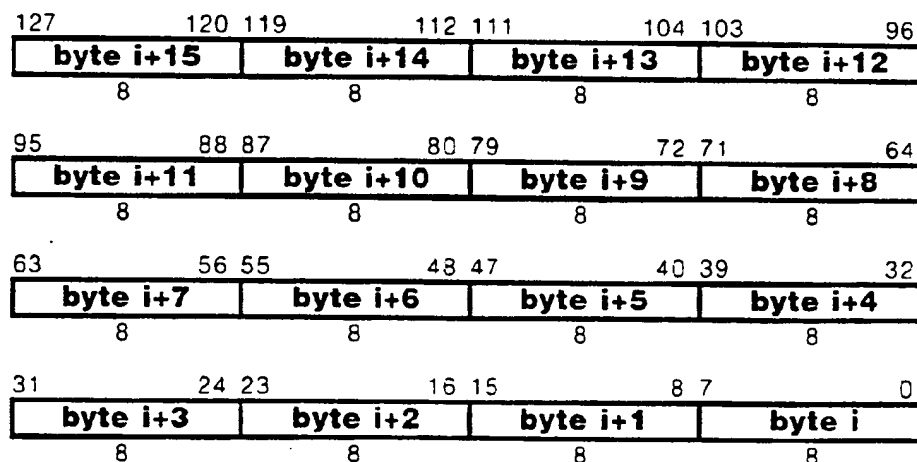 127 120 119 112 111 104 103 96
byte i+15 byte i+14 byte i+13 byte i+12
8 8 8 8
95 88 87 80 79 72 71 64
byte i+11 byte i+10 byte i+9 byte i+8
8 8 8 8
63 56 55 48 47 40 39 32
byte i+7 byte i+6 byte i+5 byte i+4
8 8 8 8
31 24 23 16 15 8 7 0
byte i+3 byte i+2 byte i+1 byte i
8 8 8 8